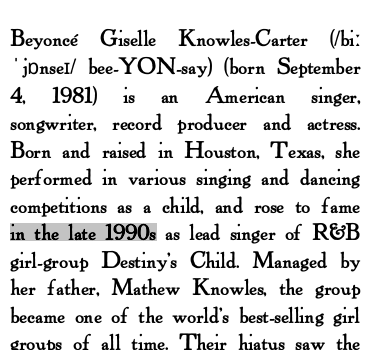 Beyoncé Giselle Knowles-Carter (/biː
ˈjɒnseɪ/ bee-YON-say) (born September
4, 1981) is an American singer,
songwriter, record producer and actress.
Born and raised in Houston, Texas, she
performed in various singing and dancing
competitions as a child, and rose to fame
in the late 1990s as lead singer of R&B
girl-group Destiny's Child. Managed by
her father, Mathew Knowles, the group
became one of the world's best-selling girl
groups of all time. Their hiatus saw the